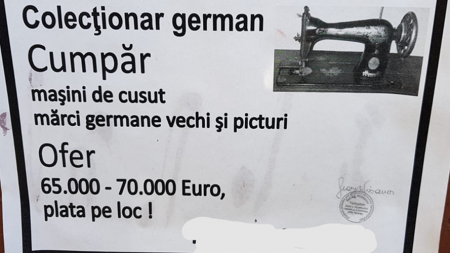 Colecţionar german
Cumpăr
maşini de cusut
mărci germane vechi şi picturi
Ofer
65.000 - 70.000 Euro,
plata pe loc !